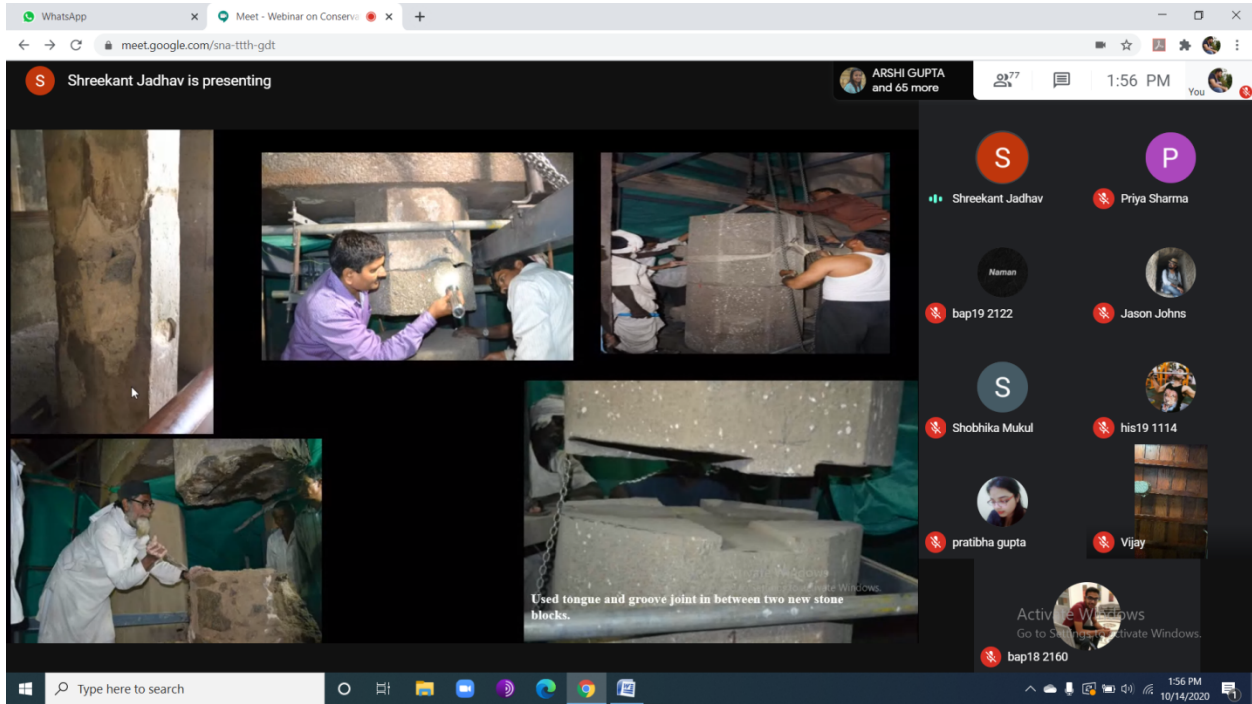 WhatsApp
Meet - Webinar on Conserva
meet.google.com/sna-ttth-gdt
S
Shreekant Jadhav is presenting
ARSHI GUPTA
and 65 more
77
1:56 PM
You
S
Shreekant Jadhav
P
Priya Sharma
Naman
bap19 2122
Jason Johns
S
Shobhika Mukul
his19 1114
pratibha gupta
Vijay
Used tongue and groove joint in between two new stone
blocks.
Activate Windows
Go to Settings to activate Windows.
bap18 2160
Type here to search
1:56 PM
10/14/2020
1